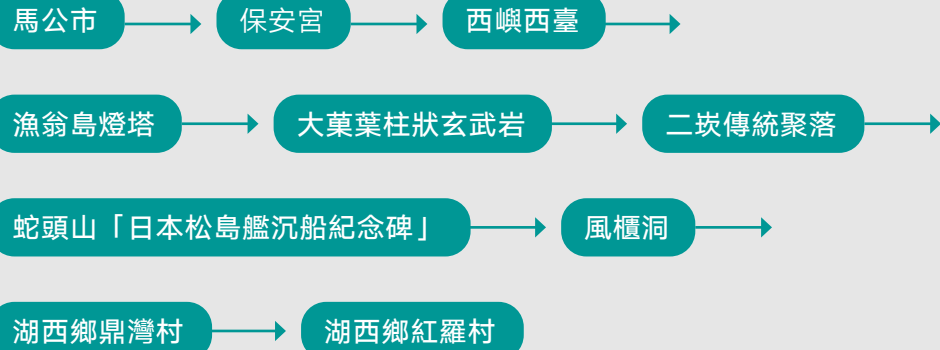 馬公市 保安宮 西嶼西臺
漁翁島燈塔 大菓葉柱狀玄武岩 二崁傳統聚落
蛇頭山「日本松島艦沉船紀念碑」 風櫃洞
湖西鄉鼎灣村 湖西鄉紅羅村